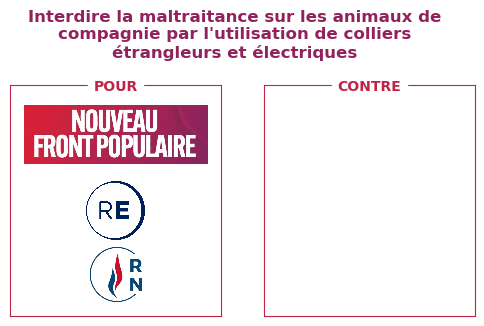 Interdire la maltraitance sur les animaux de
compagnie par l'utilisation de colliers
étrangleurs et électriques
POUR
CONTRE
NOUVEAU
FRONT POPULAIRE
RE
R
N